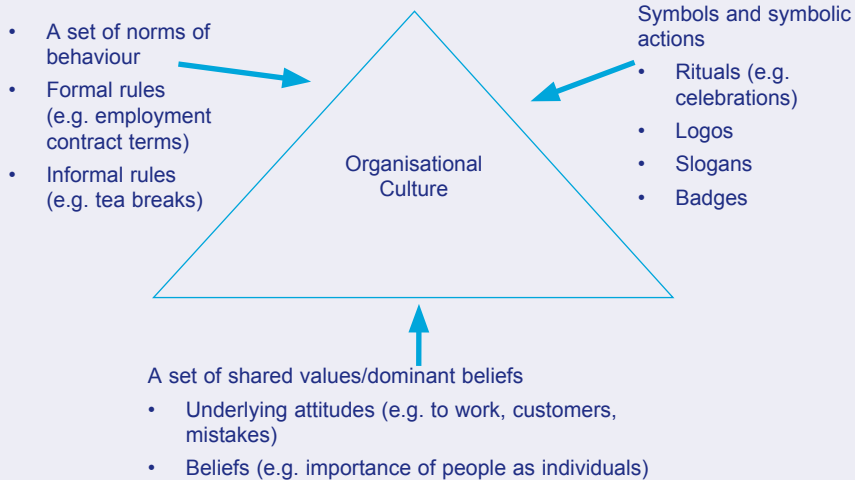 • A set of norms of
behaviour
• Formal rules
(e.g. employment
contract terms)
• Informal rules
(e.g. tea breaks)
Symbols and symbolic
actions
• Rituals (e.g.
celebrations)
• Logos
• Slogans
• Badges
Organisational
Culture
A set of shared values/dominant beliefs
• Underlying attitudes (e.g. to work, customers,
mistakes)
• Beliefs (e.g. importance of people as individuals)